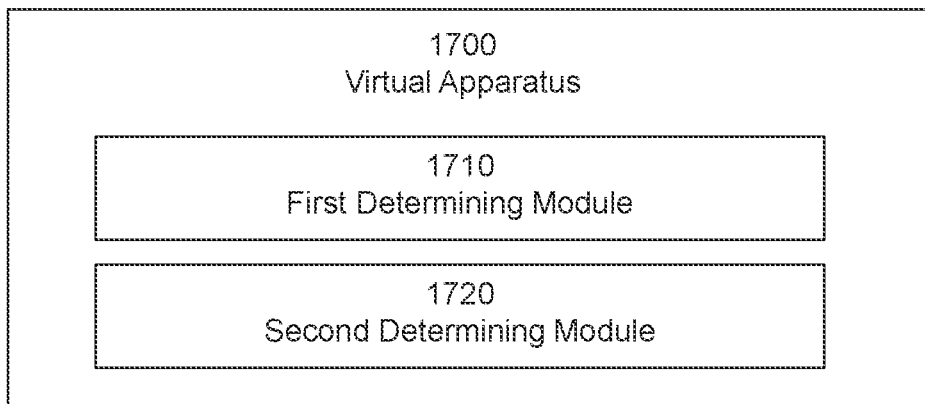 1700
Virtual Apparatus
1710
First Determining Module
1720
Second Determining Module